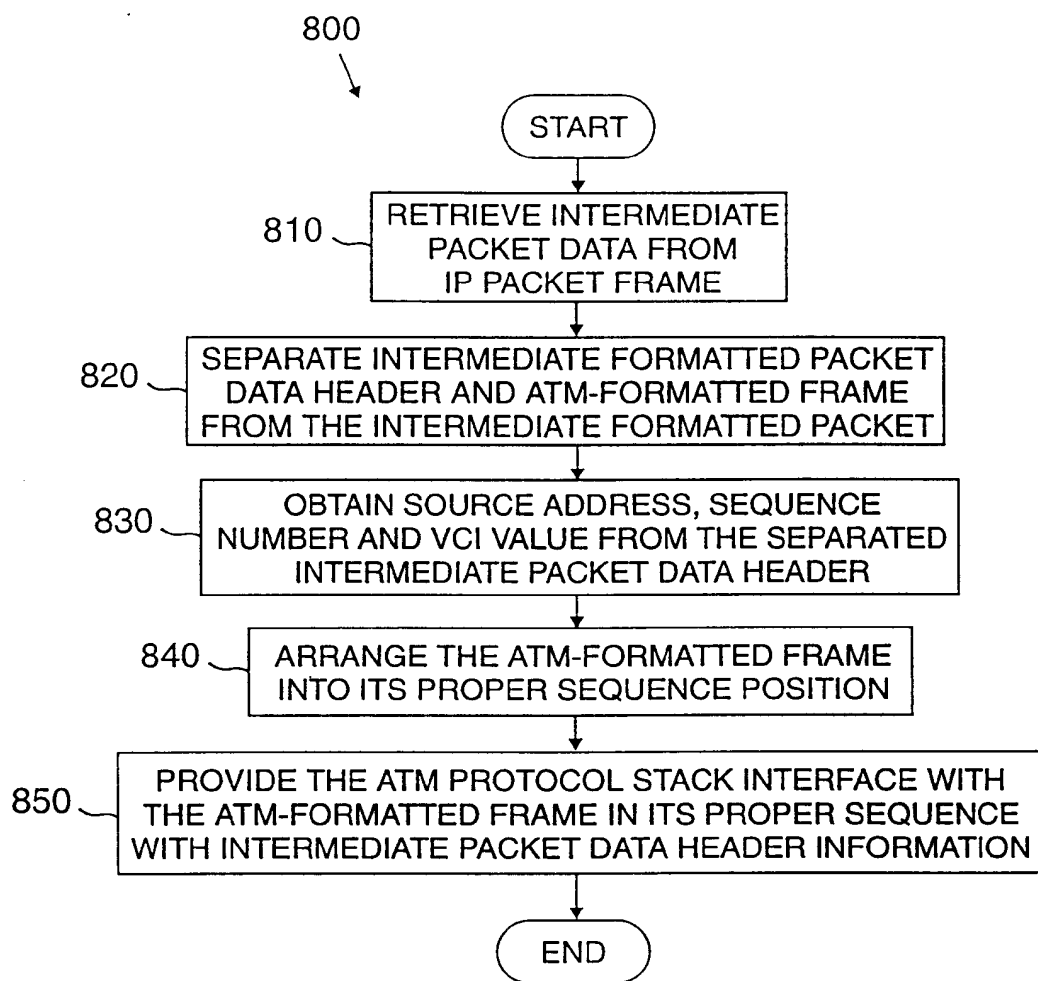 800
START
810
RETRIEVE INTERMEDIATE
PACKET DATA FROM
IP PACKET FRAME
820
SEPARATE INTERMEDIATE FORMATTED PACKET
DATA HEADER AND ATM-FORMATTED FRAME
FROM THE INTERMEDIATE FORMATTED PACKET
830
OBTAIN SOURCE ADDRESS, SEQUENCE
NUMBER AND VCI VALUE FROM THE SEPARATED
INTERMEDIATE PACKET DATA HEADER
840
ARRANGE THE ATM-FORMATTED FRAME
INTO ITS PROPER SEQUENCE POSITION
850
PROVIDE THE ATM PROTOCOL STACK INTERFACE WITH
THE ATM-FORMATTED FRAME IN ITS PROPER SEQUENCE
WITH INTERMEDIATE PACKET DATA HEADER INFORMATION
END